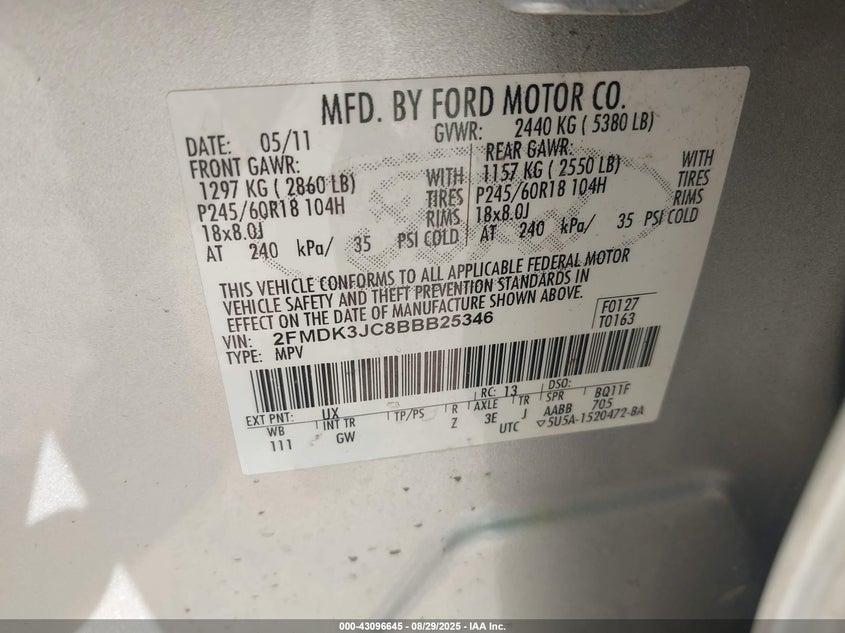 MFD. BY FORD MOTOR CO.
DATE: 05/11 GVWR: 2440 KG ( 5380 LB)
FRONT GAWR: REAR GAWR:
1297 KG ( 2860 LB) WITH 1157 KG ( 2550 LB) WITH
P245/60R18 104H TIRES P245/60R18 104H TIRES
18x8.0J RIMS 18x8.0J RIMS
AT 240 kPa/ 35 PSI COLD AT 240 kPa/ 35 PSI COLD
THIS VEHICLE CONFORMS TO ALL APPLICABLE FEDERAL MOTOR
VEHICLE SAFETY AND THEFT PREVENTION STANDARDS IN
EFFECT ON THE DATE OF MANUFACTURE SHOWN ABOVE.
VIN: 2FMDK3JC8BBB25346 F0127
TYPE: MPV T0163
EXT PNT: UX RC: 13 DSO:
WB INT TR TP/PS R AXLE TR SPR BQ11F
111 GW Z 3E J AABB 705
UTC ▽5U5A-1520472-BA
000-43096645 - 08/29/2025 - IAA Inc.